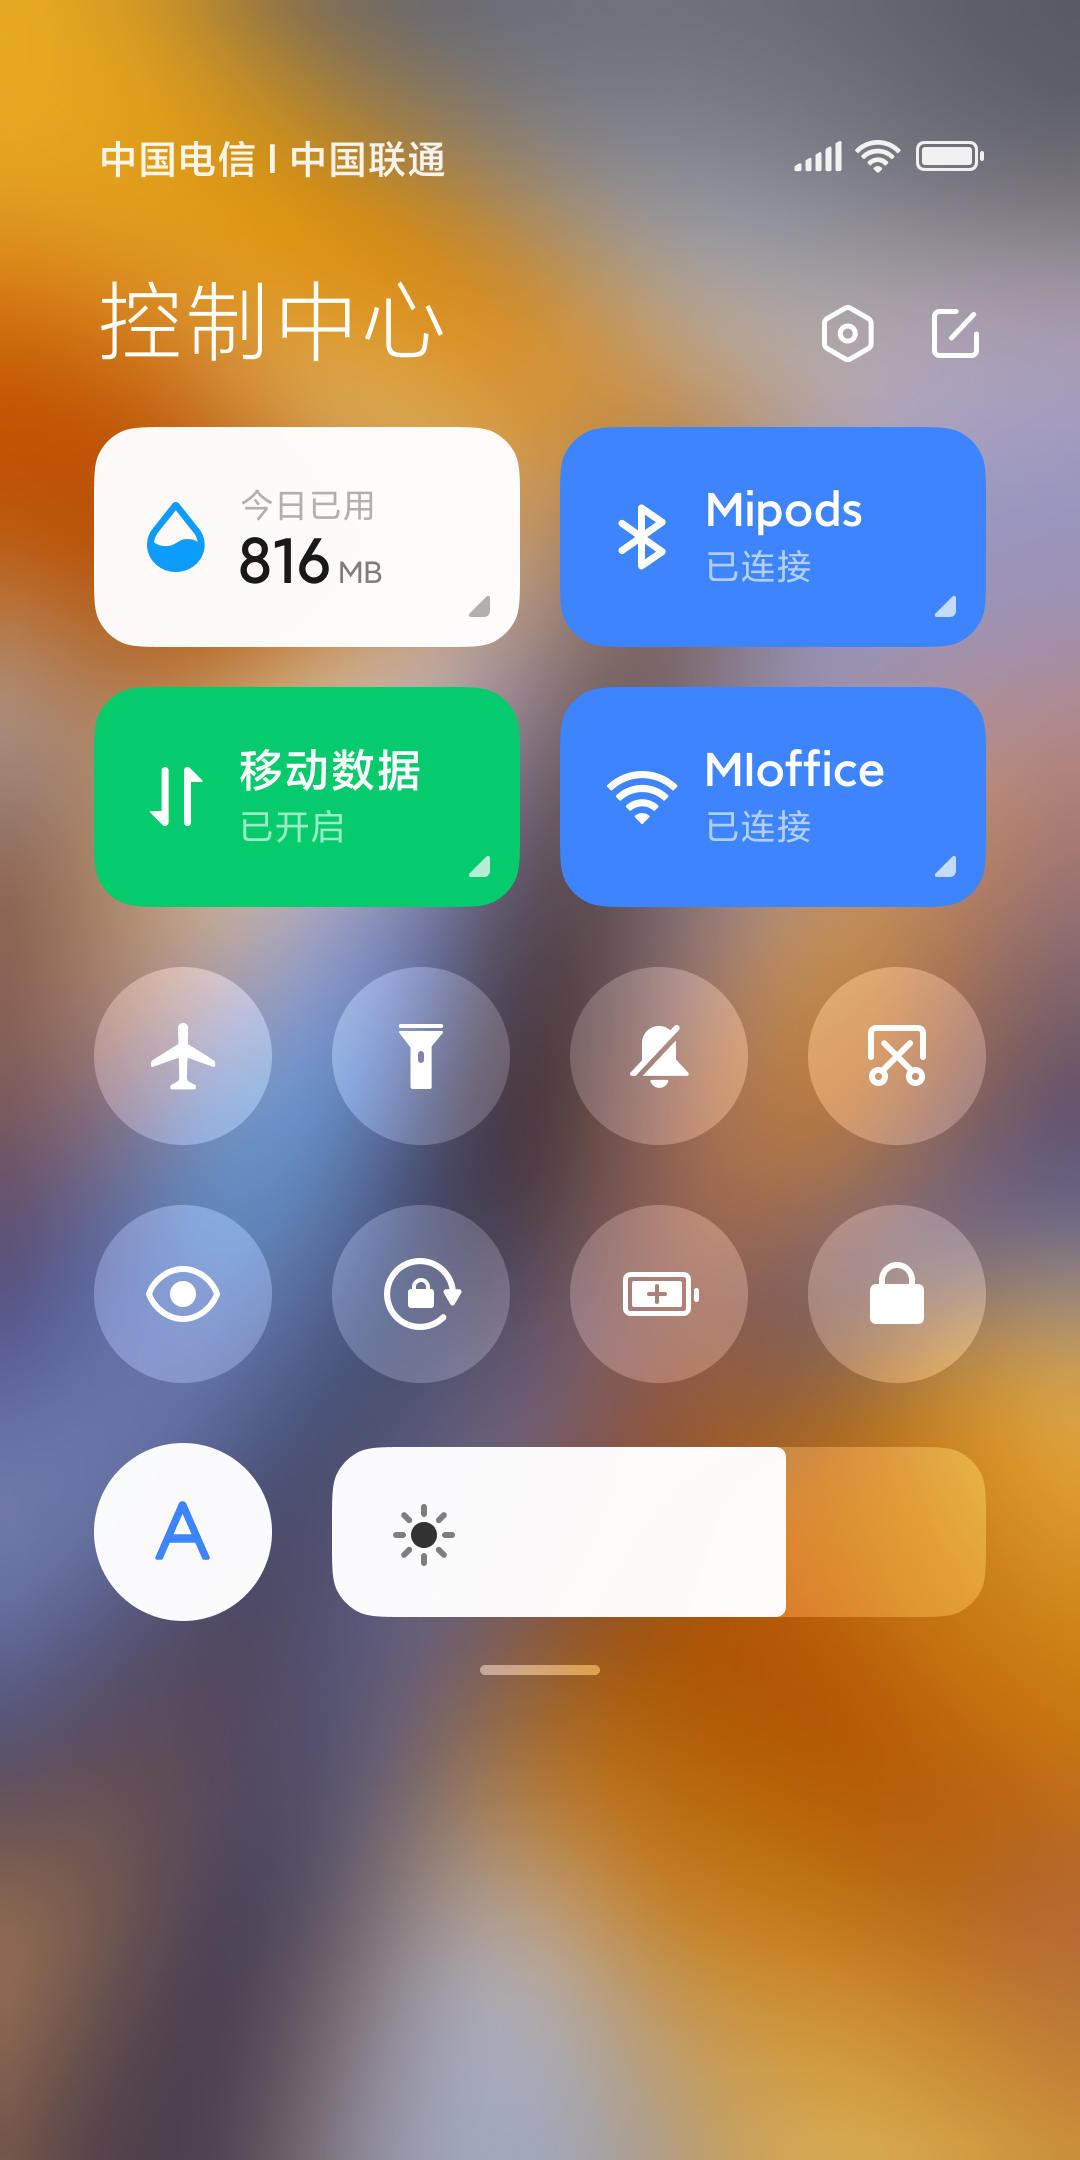 中国电信 | 中国联通
控制中心
今日已用
816 MB
Mipods
已连接
移动数据
已开启
MIoffice
已连接
A